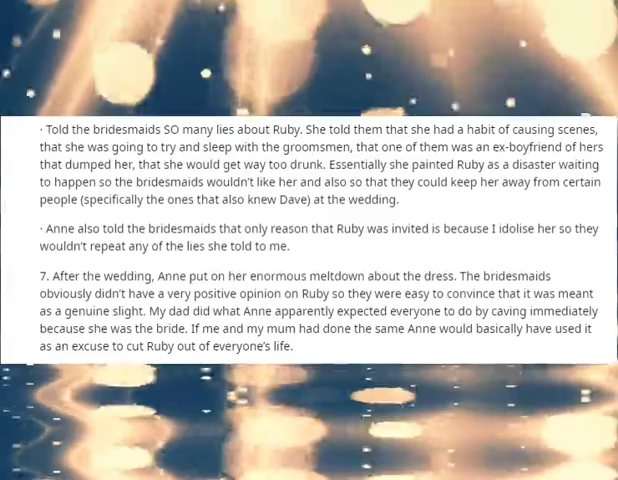 · Told the bridesmaids SO many lies about Ruby. She told them that she had a habit of causing scenes,
that she was going to try and sleep with the groomsmen, that one of them was an ex-boyfriend of hers
that dumped her, that she would get way too drunk. Essentially she painted Ruby as a disaster waiting
to happen so the bridesmaids wouldn't like her and also so that they could keep her away from certain
people (specifically the ones that also knew Dave) at the wedding.
· Anne also told the bridesmaids that only reason that Ruby was invited is because I idolise her so they
wouldn't repeat any of the lies she told to me.
7. After the wedding, Anne put on her enormous meltdown about the dress. The bridesmaids
obviously didn't have a very positive opinion on Ruby so they were easy to convince that it was meant
as a genuine slight. My dad did what Anne apparently expected everyone to do by caving immediately
because she was the bride. If me and my mum had done the same Anne would basically have used it
as an excuse to cut Ruby out of everyone's life.